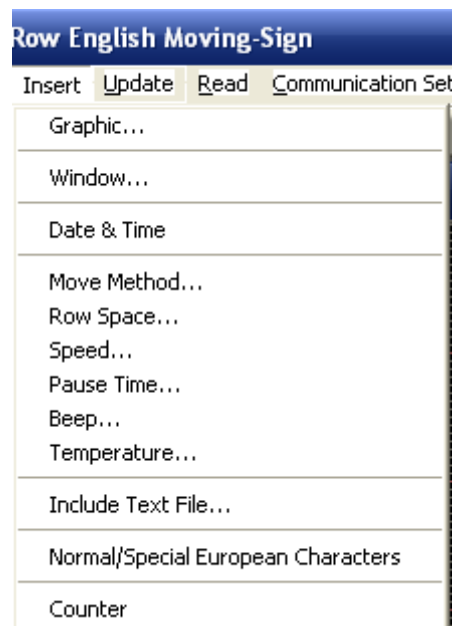 Row English Moving-Sign
Insert Update Read Communication Set
Graphic...
Window...
Date & Time
Move Method...
Row Space...
Speed...
Pause Time...
Beep...
Temperature...
Include Text File...
Normal/Special European Characters
Counter